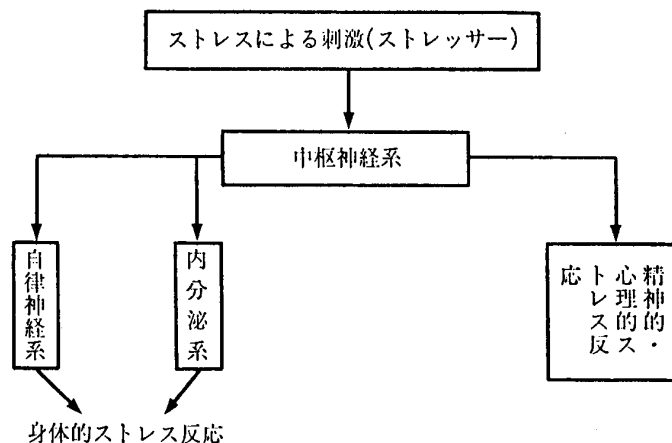 ストレスによる刺激(ストレッサー)
中枢神経系
自律神経系
内分泌系
精神的・
心理的ス
トレス反
応
身体的ストレス反応